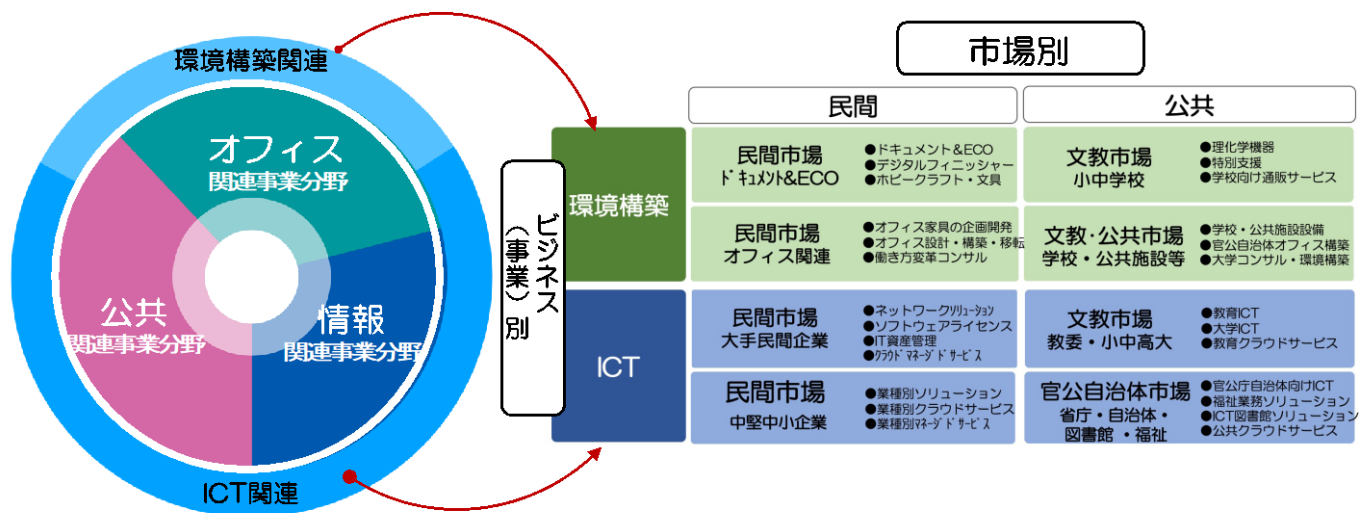 環境構築関連
オフィス
関連事業分野
公共
関連事業分野
情報
関連事業分野
ICT関連
ビジネス
(事業)別
市場別
民間
公共
環境構築
民間市場
ドキュメント&ECO
●ドキュメント&ECO
●デジタルフィニッシャー
●ホビークラフト・文具
文教市場
小中学校
●理化学機器
●特別支援
●学校向け通販サービス
民間市場
オフィス関連
●オフィス家具の企画開発
●オフィス設計・構築・移転
●働き方変革コンサル
文教・公共市場
学校・公共施設等
●学校・公共施設設備
●官公自治体オフィス構築
●大学コンサル・環境構築
ICT
民間市場
大手民間企業
●ネットワークソリューション
●ソフトウェアライセンス
●IT資産管理
●クラウドマネージドサービス
文教市場
教委・小中高大
●教育ICT
●大学ICT
●教育クラウドサービス
民間市場
中堅中小企業
●業種別ソリューション
●業種別クラウドサービス
●業種別マネージドサービス
官公自治体市場
省庁・自治体・
図書館・福祉
●官公庁自治体向けICT
●福祉業務ソリューション
●ICT図書館ソリューション
●公共クラウドサービス